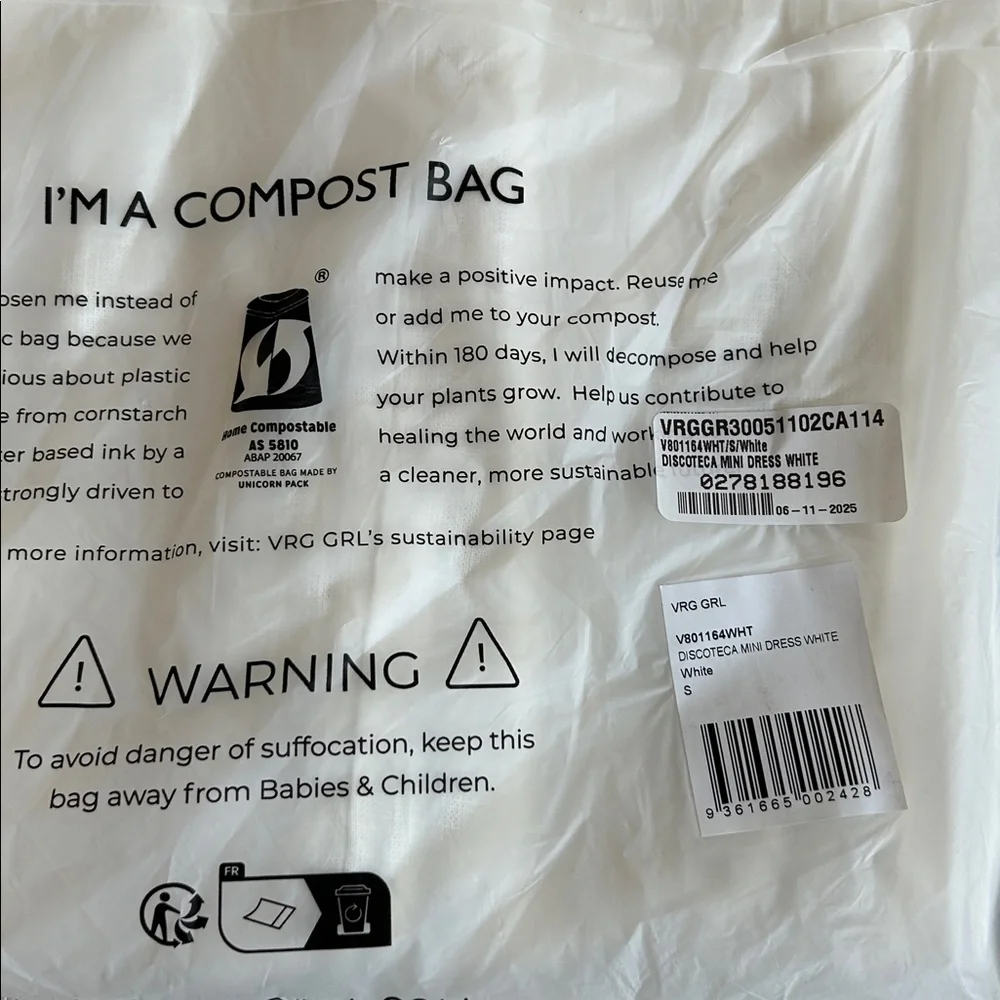 I'M A COMPOST BAG
osen me instead of
c bag because we
ious about plastic
e from cornstarch
er based ink by a
trongly driven to
®
Home Compostable
AS 5810
ABAP 20067
COMPOSTABLE BAG MADE BY
UNICORN PACK
make a positive impact. Reuse me
or add me to your compost.
Within 180 days, I will decompose and help
your plants grow. Help us contribute to
healing the world and work
a cleaner, more sustainable
more information, visit: VRG GRL's sustainability page
VRGGR30051102CA114
V801164WHT/S/White
DISCOTECA MINI DRESS WHITE
0278188196
06-11-2025
VRG GRL
V801164WHT
DISCOTECA MINI DRESS WHITE
White
S
9 361665 002428
WARNING
To avoid danger of suffocation, keep this
bag away from Babies & Children.
FR